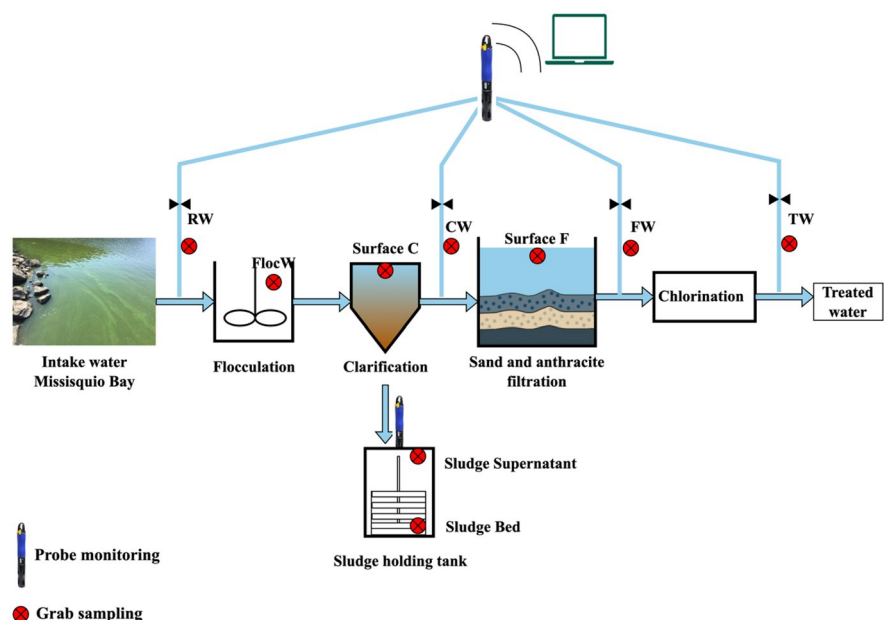 RW
CW
FW
TW
FlocW
Surface C
Surface F
Chlorination
Treated
water
Intake water
Missisquio Bay
Flocculation
Clarification
Sand and anthracite
filtration
Sludge Supernatant
Sludge Bed
Sludge holding tank
Probe monitoring
Grab sampling